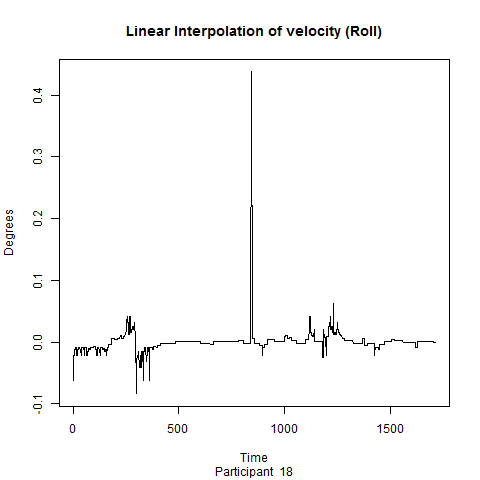 Linear Interpolation of velocity (Roll)
Degrees
0.4
0.3
0.2
0.1
0.0
-0.1
0
500
1000
1500
Time
Participant 18